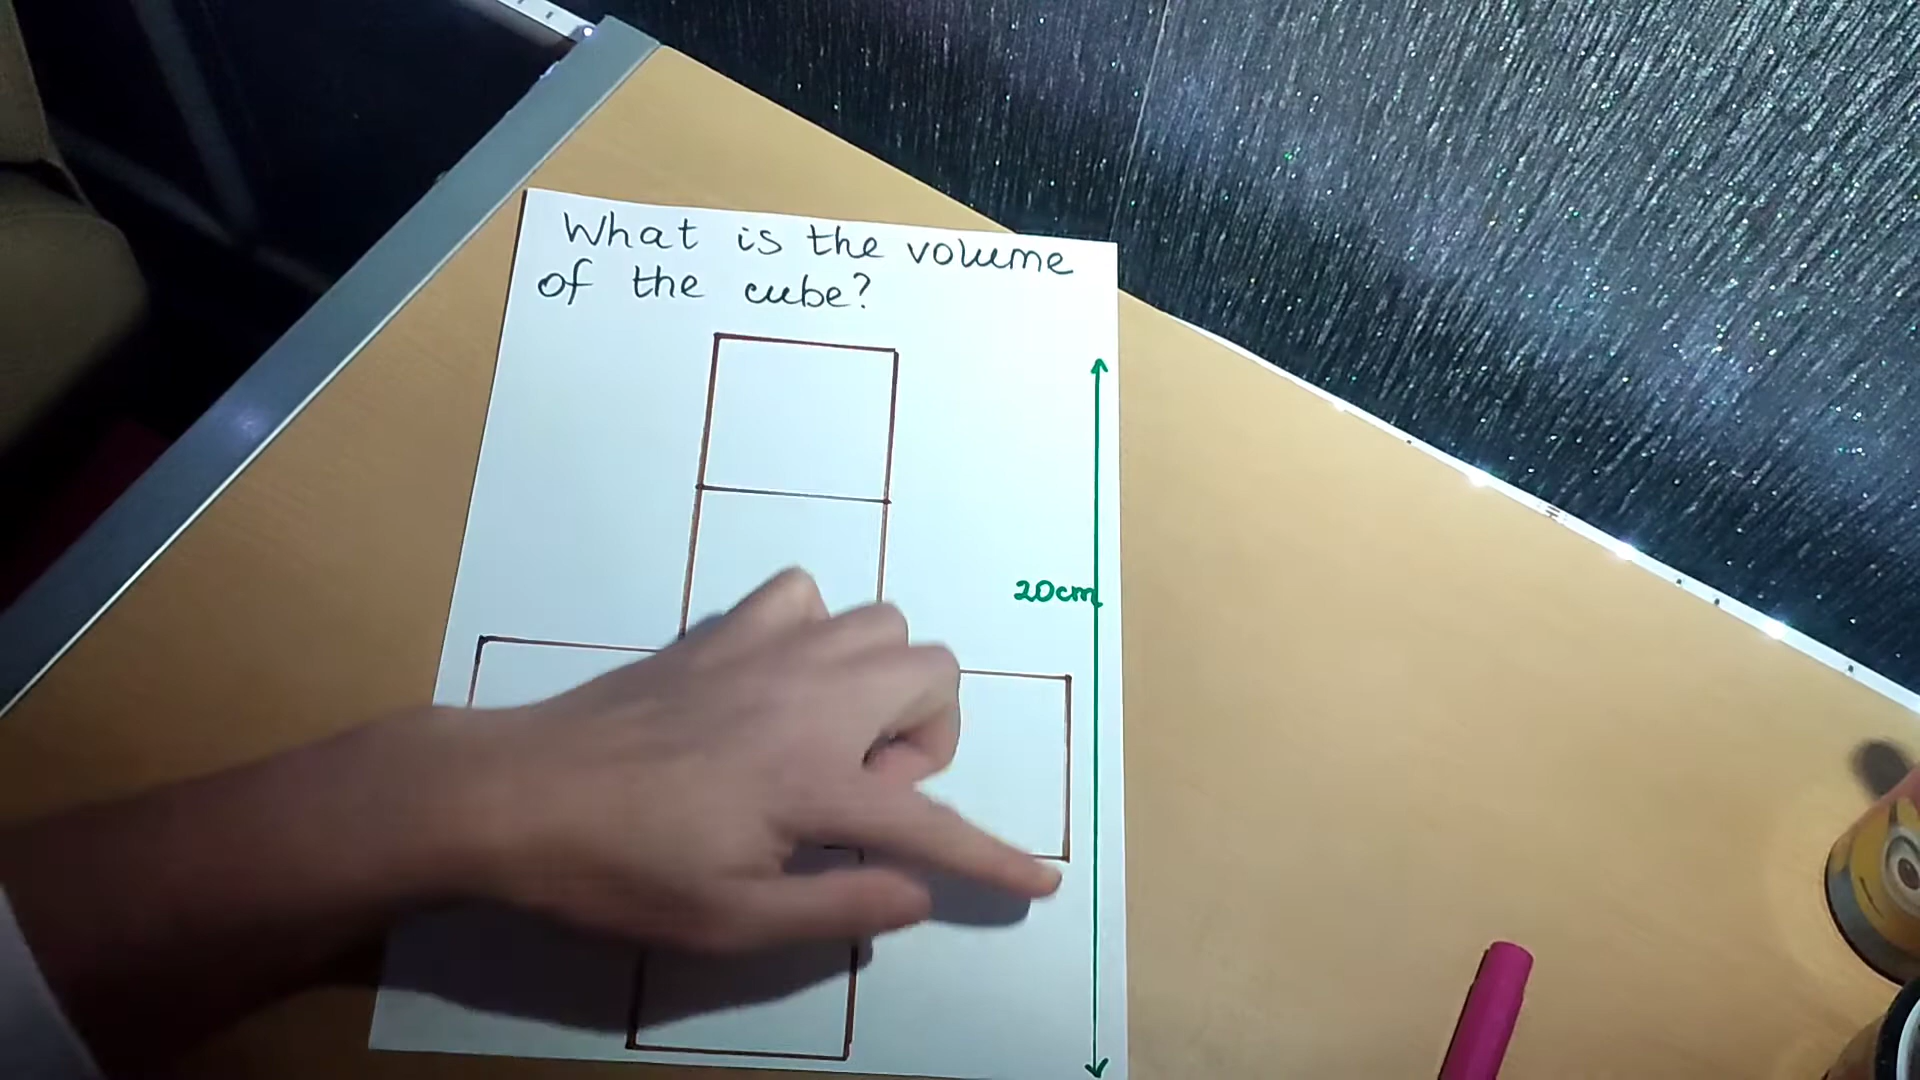 What is the volume
of the cube?
20cm